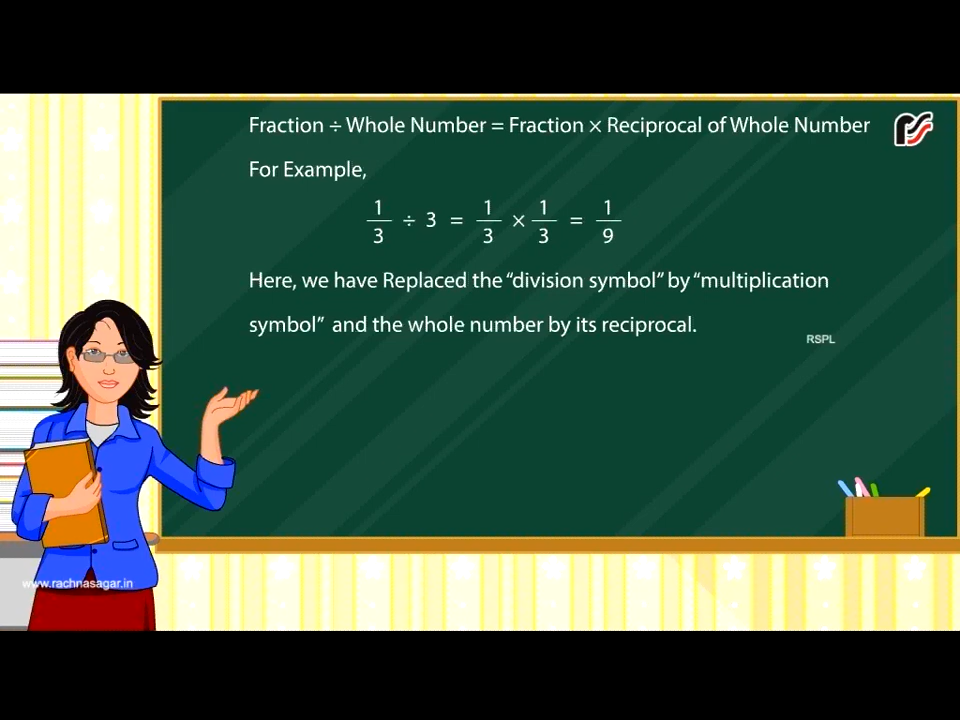 Fraction ÷ Whole Number = Fraction × Reciprocal of Whole Number
For Example,
1/3 ÷ 3 = 1/3 × 1/3 = 1/9
Here, we have Replaced the “division symbol” by “multiplication
symbol” and the whole number by its reciprocal.
RSPL
www.rachnasagar.in